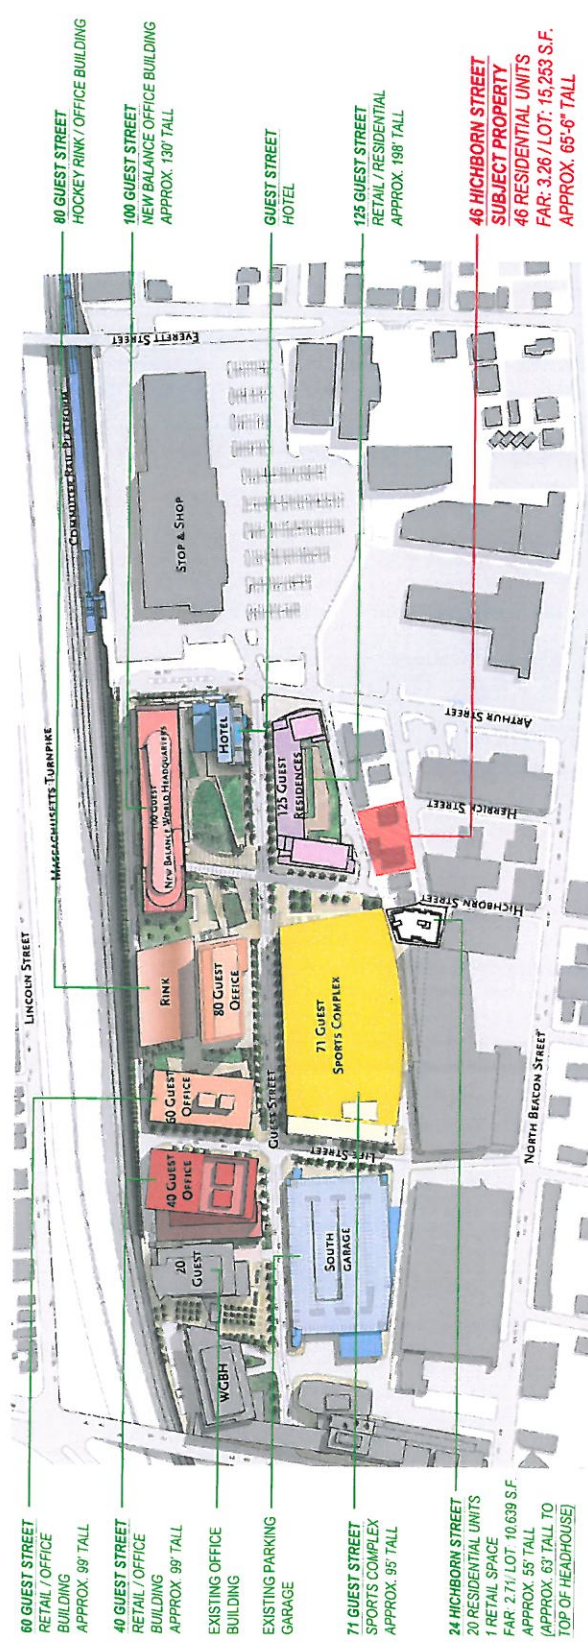 80 GUEST STREET
HOCKEY RINK / OFFICE BUILDING
100 GUEST STREET
NEW BALANCE OFFICE BUILDING
APPROX. 130' TALL
GUEST STREET
HOTEL
125 GUEST STREET
RETAIL / RESIDENTIAL
APPROX. 198' TALL
46 HICHBORN STREET
SUBJECT PROPERTY
46 RESIDENTIAL UNITS
FAR: 3.26 / LOT: 15,253 S.F.
APPROX. 65'-6" TALL
LINCOLN STREET
MASSACHUSETTS TURNPIKE
COMMUTER RAIL PLATFORM
EVERETT STREET
STOP & SHOP
100 GUEST
NEW BALANCE WORLD HEADQUARTERS
HOTEL
125 GUEST
RESIDENCES
ARTHUR STREET
HERRICK STREET
HICHBORN STREET
RINK
80 GUEST
OFFICE
71 GUEST
SPORTS COMPLEX
60 GUEST
OFFICE
GUEST STREET
LIFE STREET
NORTH BEACON STREET
40 GUEST
OFFICE
20
GUEST
SOUTH
GARAGE
WGBH
60 GUEST STREET
RETAIL / OFFICE
BUILDING
APPROX. 99' TALL
40 GUEST STREET
RETAIL / OFFICE
BUILDING
APPROX. 99' TALL
EXISTING OFFICE
BUILDING
EXISTING PARKING
GARAGE
71 GUEST STREET
SPORTS COMPLEX
APPROX. 95' TALL
24 HICHBORN STREET
20 RESIDENTIAL UNITS
1 RETAIL SPACE
FAR: 2.71 / LOT: 10,639 S.F.
APPROX. 55' TALL
(APPROX. 63' TALL TO
TOP OF HEADHOUSE)